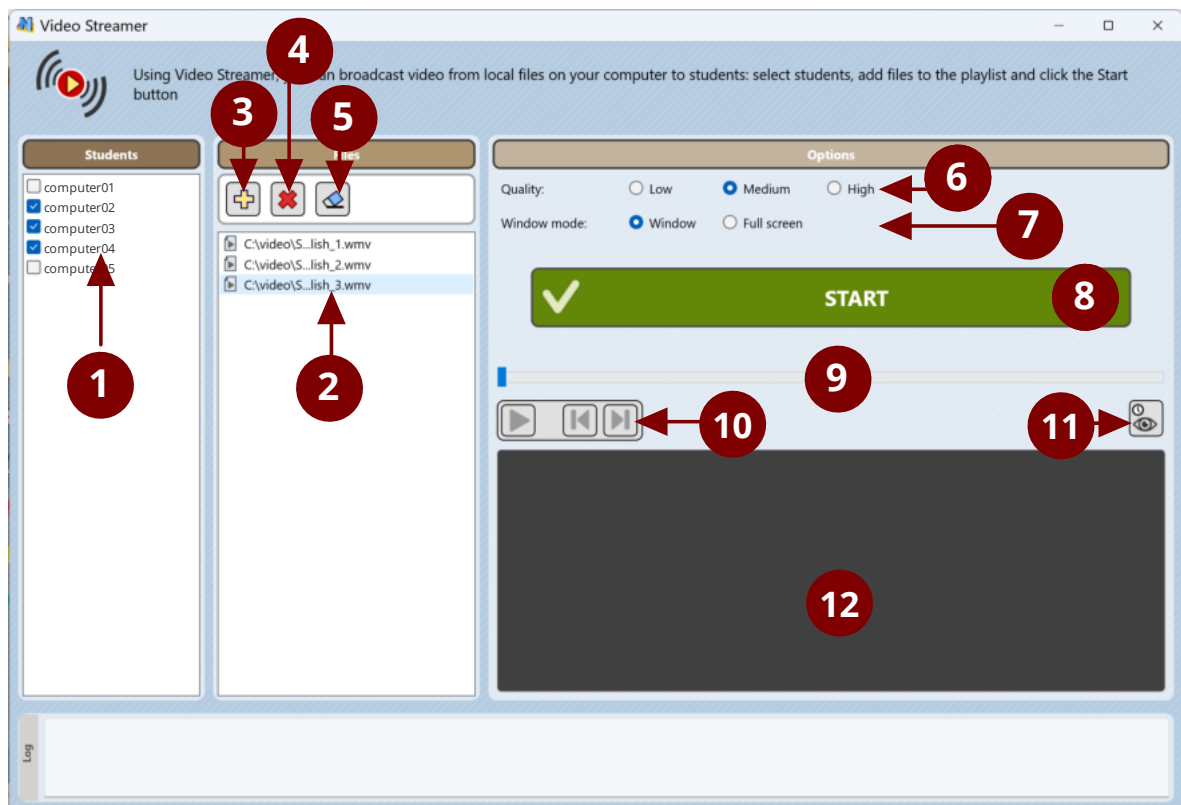 Video Streamer
Using Video Streamer, an broadcast video from local files on your computer to students: select students, add files to the playlist and click the Start
button
4
3
5
Students
Files
Options
computer01
computer02
computer03
computer04
computer 5
C:\video\S...lish_1.wmv
C:\video\S...lish_2.wmv
C:\video\S...lish_3.wmv
Quality: Low Medium High
6
Window mode: Window Full screen
7
START
8
1
2
9
10
11
12
Log